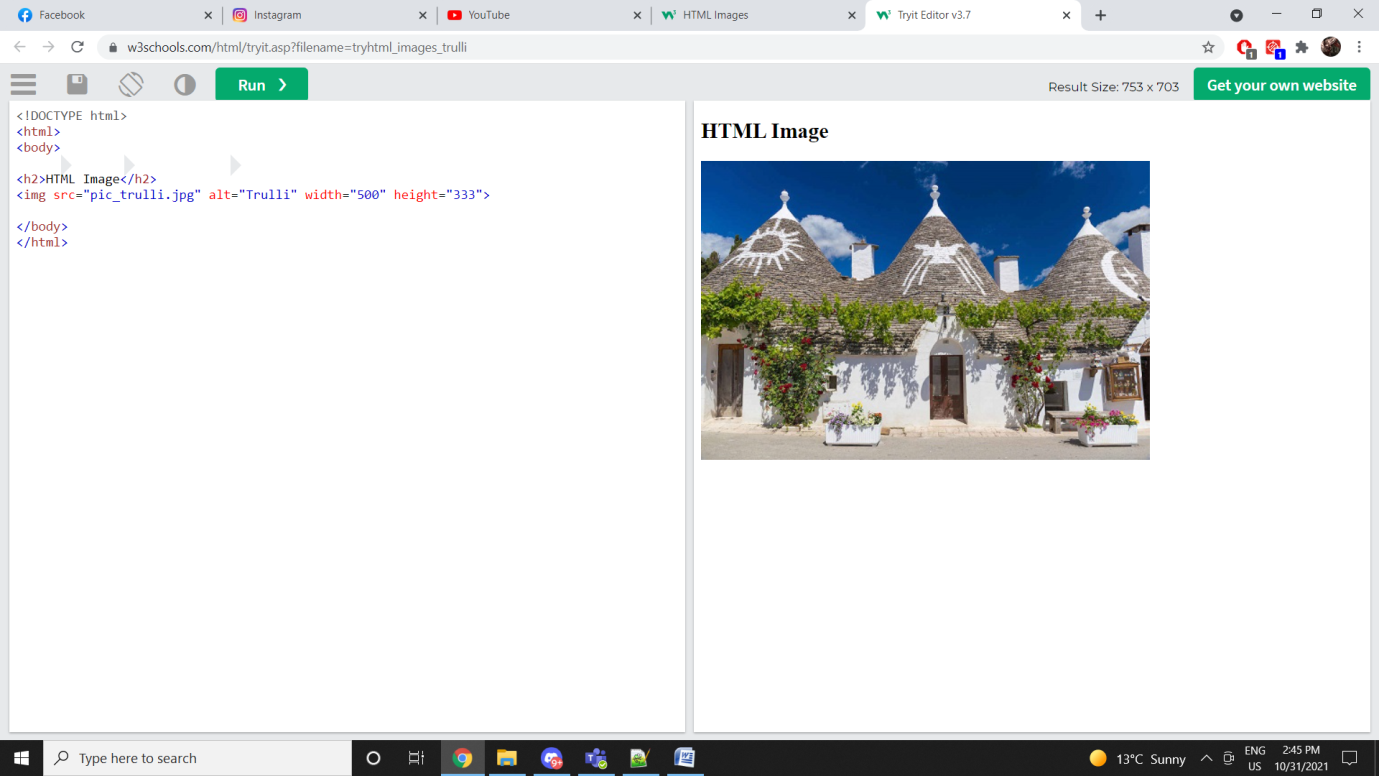 Facebook
Instagram
YouTube
HTML Images
Tryit Editor v3.7
w3schools.com/html/tryit.asp?filename=tryhtml_images_trulli
1
1
Run ❯
Result Size: 753 x 703
Get your own website
<!DOCTYPE html>
<html>
<body>
<h2>HTML Image</h2>
<img src="pic_trulli.jpg" alt="Trulli" width="500" height="333">
</body>
</html>
HTML Image
Type here to search
9+
13°C Sunny
ENG
US
2:45 PM
10/31/2021